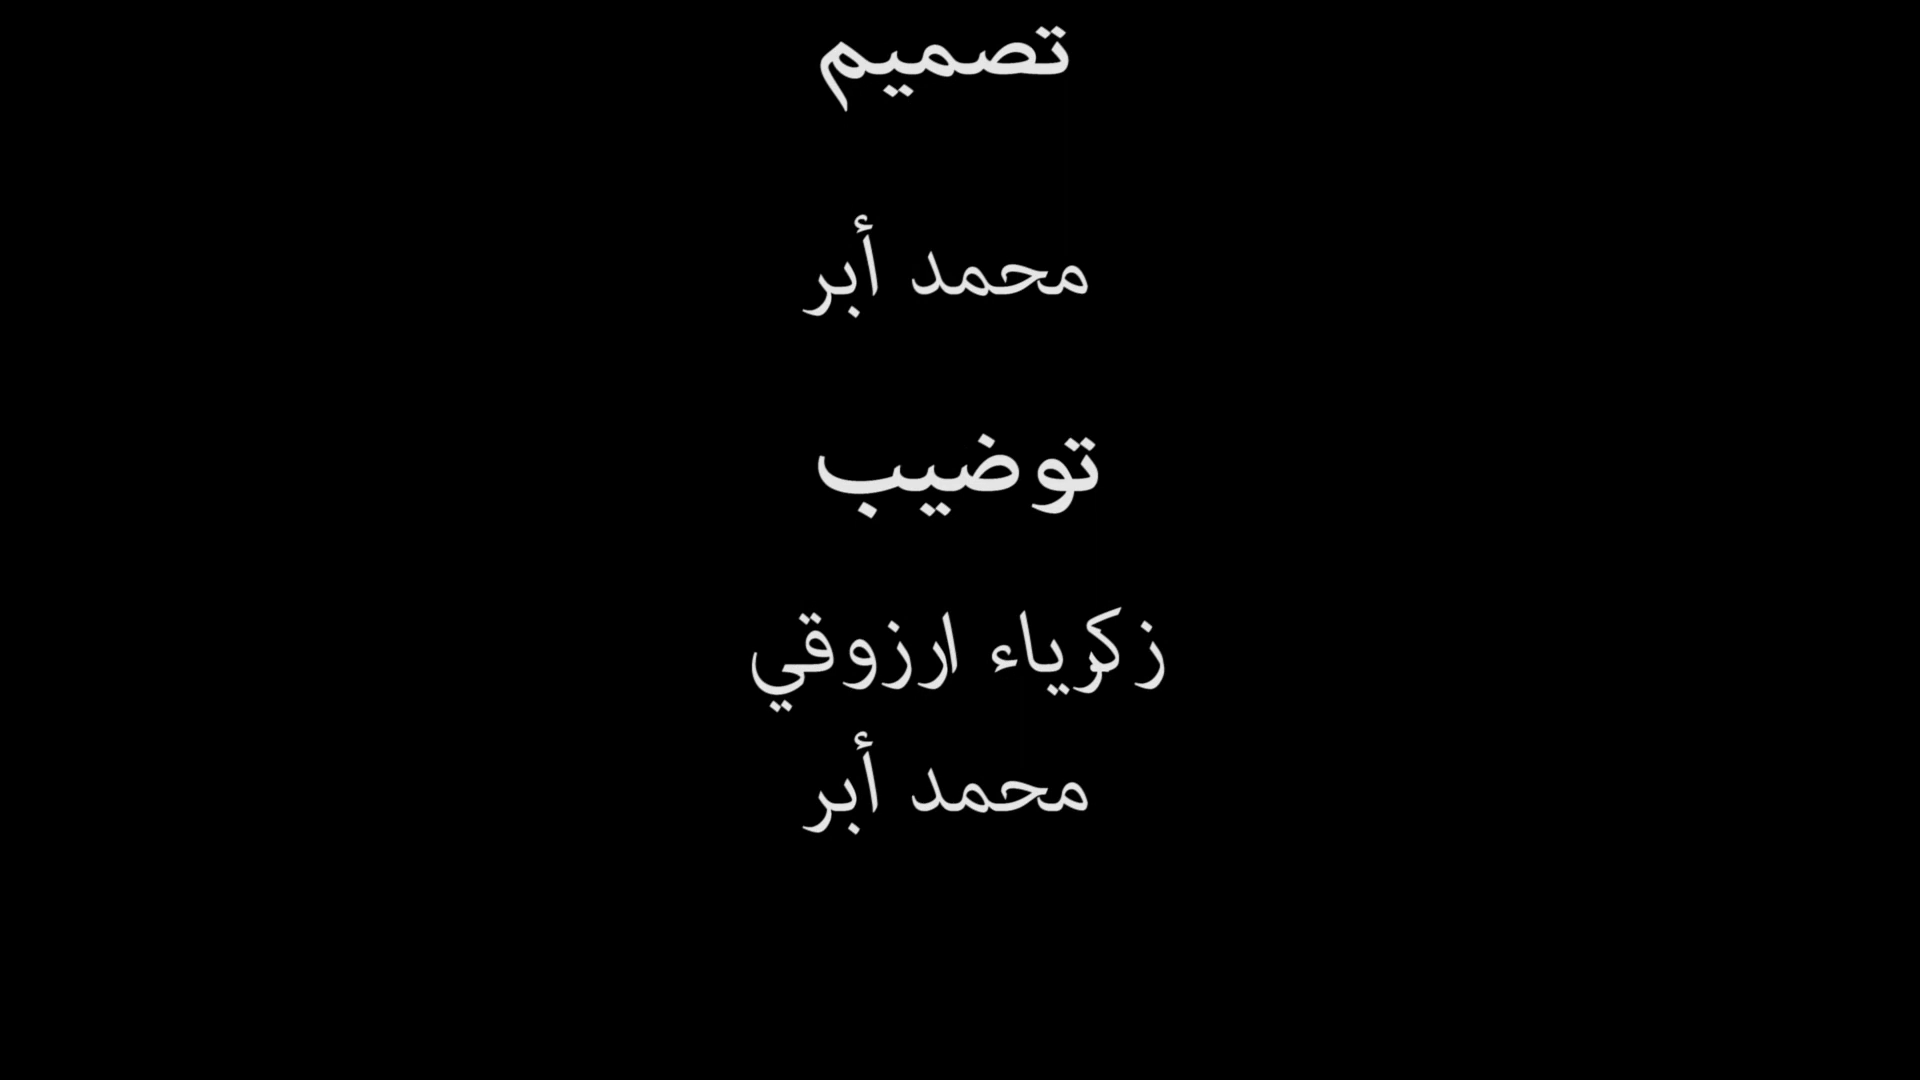 تصميم
محمد أبر
توضيب
زكرياء ارزوقي
محمد أبر